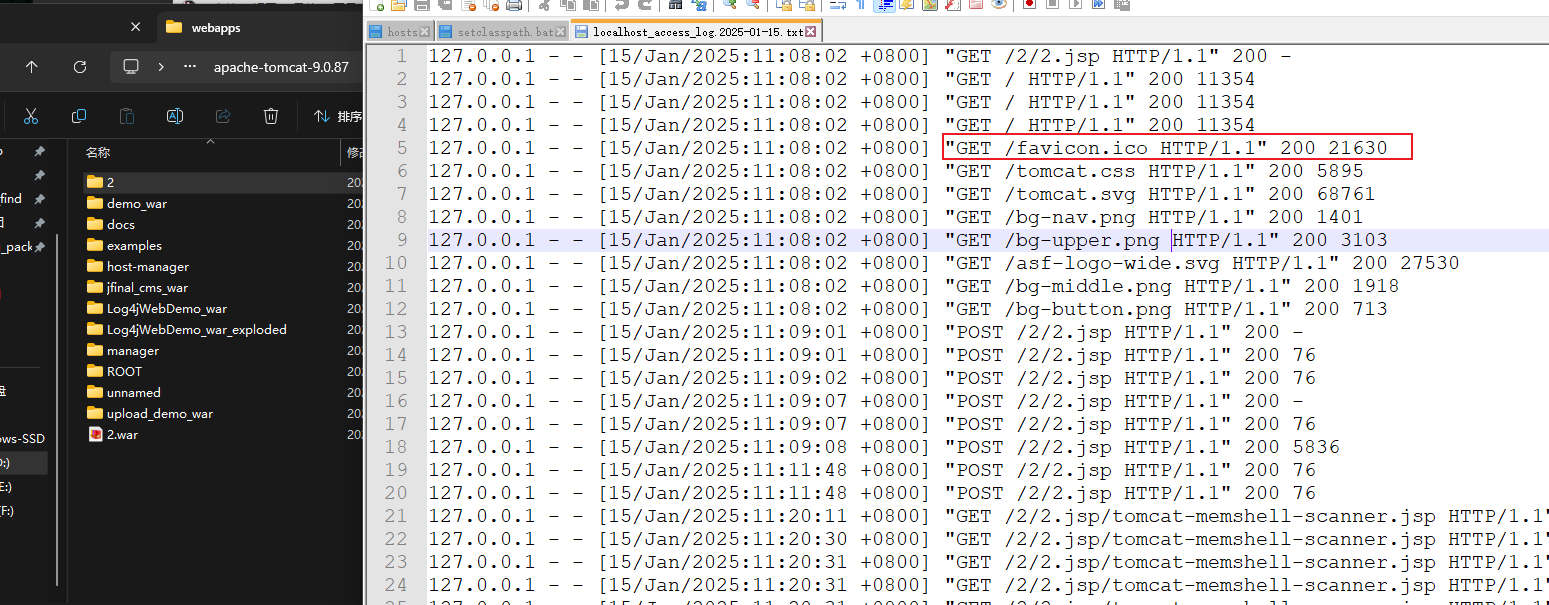 webapps
apache-tomcat-9.0.87
排序
名称
修改
2
demo_war
docs
examples
host-manager
jfinal_cms_war
Log4jWebDemo_war
Log4jWebDemo_war_exploded
manager
ROOT
unnamed
upload_demo_war
2.war
_find
_pack
盘
ows-SSD
D:)
E:)
F:)
hosts
setclasspath.bat
localhost_access_log.2025-01-15.txt
1 127.0.0.1 - - [15/Jan/2025:11:08:02 +0800] "GET /2/2.jsp HTTP/1.1" 200 -
2 127.0.0.1 - - [15/Jan/2025:11:08:02 +0800] "GET / HTTP/1.1" 200 11354
3 127.0.0.1 - - [15/Jan/2025:11:08:02 +0800] "GET / HTTP/1.1" 200 11354
4 127.0.0.1 - - [15/Jan/2025:11:08:02 +0800] "GET / HTTP/1.1" 200 11354
5 127.0.0.1 - - [15/Jan/2025:11:08:02 +0800] "GET /favicon.ico HTTP/1.1" 200 21630
6 127.0.0.1 - - [15/Jan/2025:11:08:02 +0800] "GET /tomcat.css HTTP/1.1" 200 5895
7 127.0.0.1 - - [15/Jan/2025:11:08:02 +0800] "GET /tomcat.svg HTTP/1.1" 200 68761
8 127.0.0.1 - - [15/Jan/2025:11:08:02 +0800] "GET /bg-nav.png HTTP/1.1" 200 1401
9 127.0.0.1 - - [15/Jan/2025:11:08:02 +0800] "GET /bg-upper.png HTTP/1.1" 200 3103
10 127.0.0.1 - - [15/Jan/2025:11:08:02 +0800] "GET /asf-logo-wide.svg HTTP/1.1" 200 27530
11 127.0.0.1 - - [15/Jan/2025:11:08:02 +0800] "GET /bg-middle.png HTTP/1.1" 200 1918
12 127.0.0.1 - - [15/Jan/2025:11:08:02 +0800] "GET /bg-button.png HTTP/1.1" 200 713
13 127.0.0.1 - - [15/Jan/2025:11:09:01 +0800] "POST /2/2.jsp HTTP/1.1" 200 -
14 127.0.0.1 - - [15/Jan/2025:11:09:01 +0800] "POST /2/2.jsp HTTP/1.1" 200 76
15 127.0.0.1 - - [15/Jan/2025:11:09:02 +0800] "POST /2/2.jsp HTTP/1.1" 200 76
16 127.0.0.1 - - [15/Jan/2025:11:09:07 +0800] "POST /2/2.jsp HTTP/1.1" 200 -
17 127.0.0.1 - - [15/Jan/2025:11:09:07 +0800] "POST /2/2.jsp HTTP/1.1" 200 76
18 127.0.0.1 - - [15/Jan/2025:11:09:08 +0800] "POST /2/2.jsp HTTP/1.1" 200 5836
19 127.0.0.1 - - [15/Jan/2025:11:11:48 +0800] "POST /2/2.jsp HTTP/1.1" 200 76
20 127.0.0.1 - - [15/Jan/2025:11:11:48 +0800] "POST /2/2.jsp HTTP/1.1" 200 76
21 127.0.0.1 - - [15/Jan/2025:11:20:11 +0800] "GET /2/2.jsp/tomcat-memshell-scanner.jsp HTTP/1.1"
22 127.0.0.1 - - [15/Jan/2025:11:20:30 +0800] "GET /2/2.jsp/tomcat-memshell-scanner.jsp HTTP/1.1"
23 127.0.0.1 - - [15/Jan/2025:11:20:31 +0800] "GET /2/2.jsp/tomcat-memshell-scanner.jsp HTTP/1.1"
24 127.0.0.1 - - [15/Jan/2025:11:20:31 +0800] "GET /2/2.jsp/tomcat-memshell-scanner.jsp HTTP/1.1"